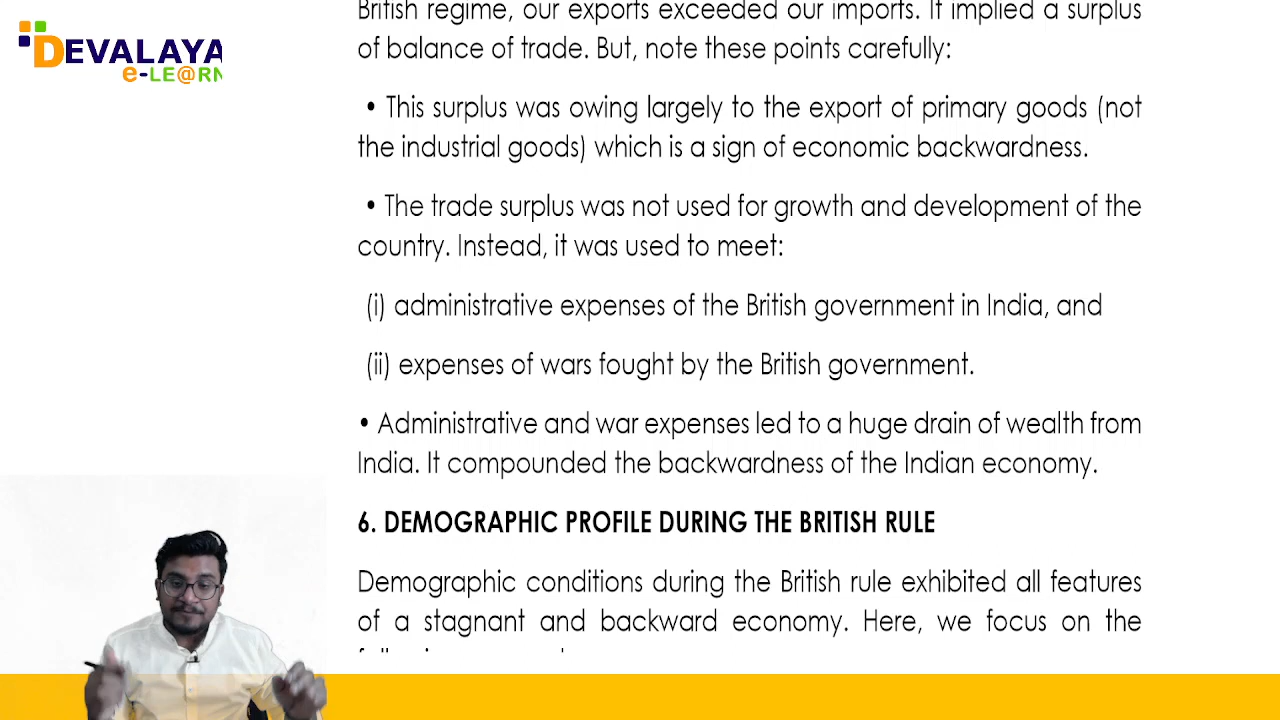 DEVALAYA
e-LE@RN
British regime, our exports exceeded our imports. It implied a surplus
of balance of trade. But, note these points carefully:
• This surplus was owing largely to the export of primary goods (not
the industrial goods) which is a sign of economic backwardness.
• The trade surplus was not used for growth and development of the
country. Instead, it was used to meet:
(i) administrative expenses of the British government in India, and
(ii) expenses of wars fought by the British government.
• Administrative and war expenses led to a huge drain of wealth from
India. It compounded the backwardness of the Indian economy.
6. DEMOGRAPHIC PROFILE DURING THE BRITISH RULE
Demographic conditions during the British rule exhibited all features
of a stagnant and backward economy. Here, we focus on the